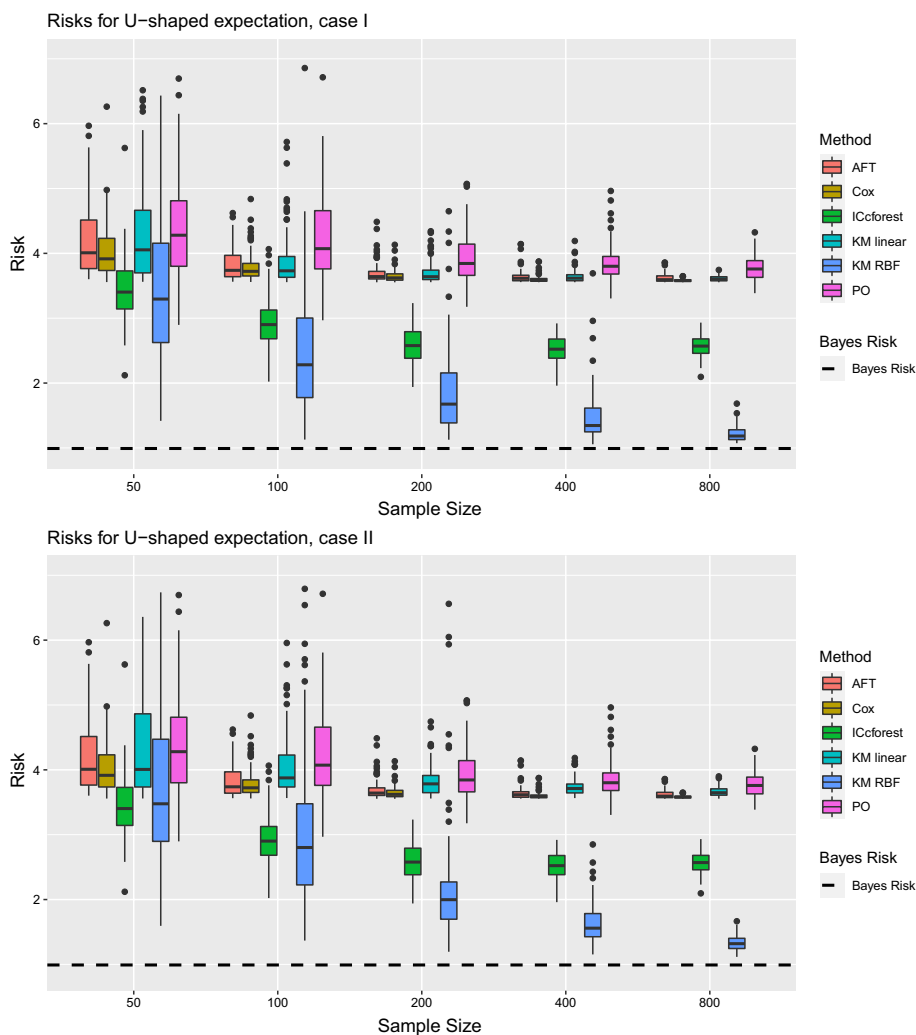 Risks for U−shaped expectation, case I
Risk
6
4
2
50
100
200
400
800
Sample Size
Method
AFT
Cox
ICcforest
KM linear
KM RBF
PO
Bayes Risk
Bayes Risk
Risks for U−shaped expectation, case II
Risk
6
4
2
50
100
200
400
800
Sample Size
Method
AFT
Cox
ICcforest
KM linear
KM RBF
PO
Bayes Risk
Bayes Risk